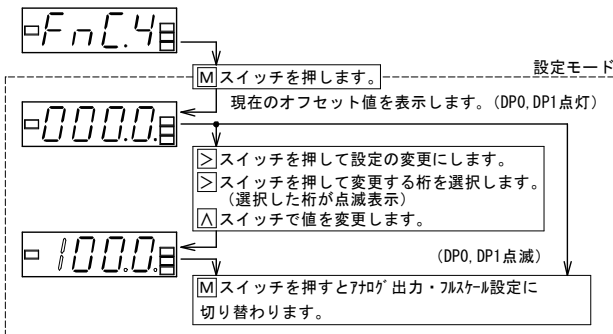 FnC.4
設定モード
Mスイッチを押します。
現在のオフセット値を表示します。(DP0,DP1点灯)
000.0.
>スイッチを押して設定の変更にします。
>スイッチを押して変更する桁を選択します。
(選択した桁が点滅表示)
∧スイッチで値を変更します。
100.0.
(DP0,DP1点滅)
Mスイッチを押すとアナログ出力・フルスケール設定に
切り替わります。